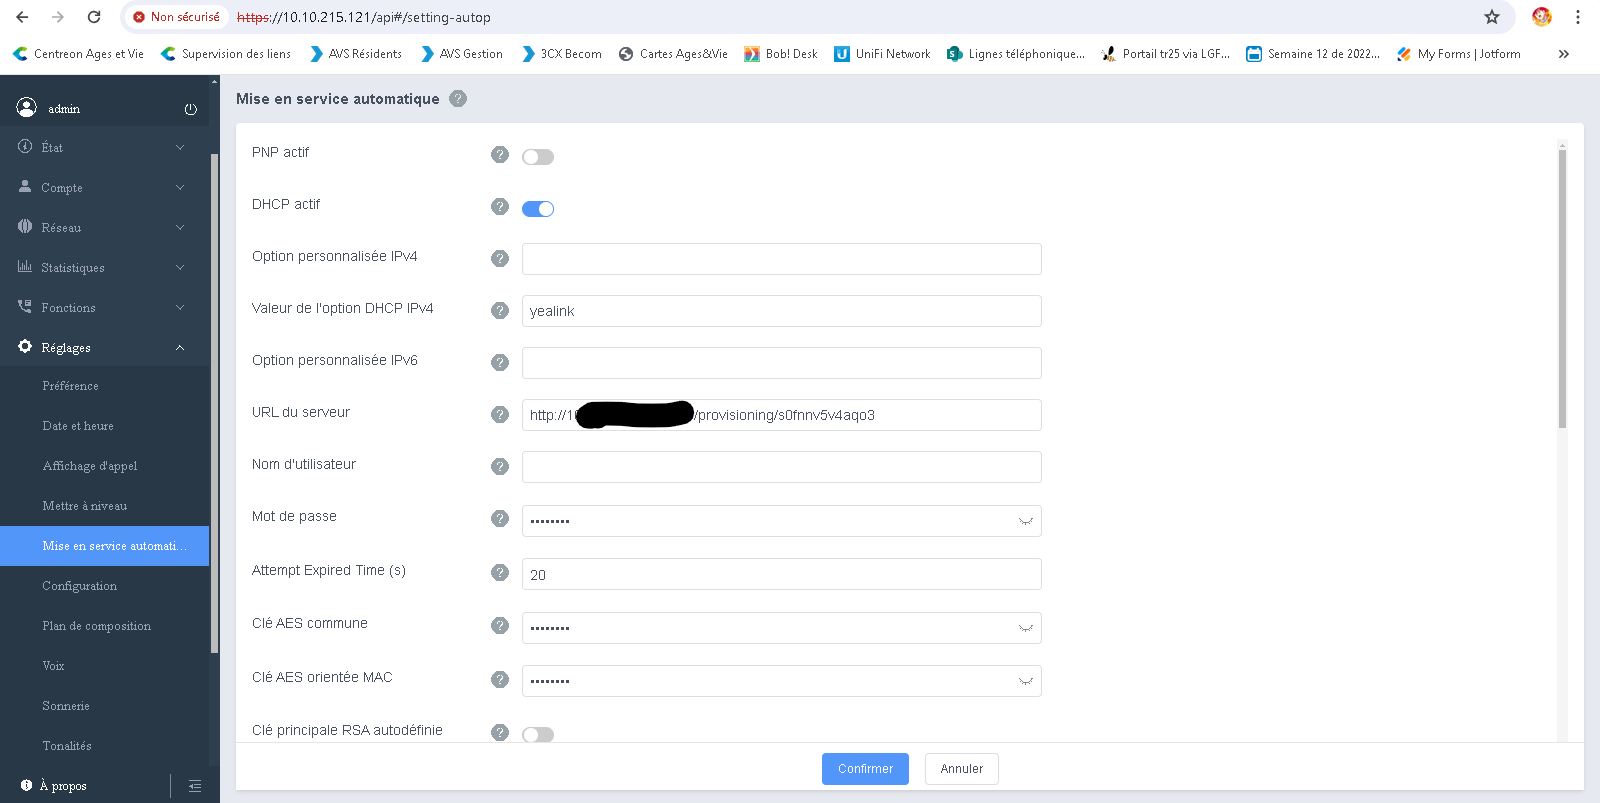 Non sécurisé https://10.10.215.121/api#/setting-autop
Centreon Ages et Vie Supervision des liens AVS Résidents AVS Gestion 3CX Becom Cartes Ages&Vie Bob! Desk UniFi Network Lignes téléphonique... Portail tr25 via LGF... Semaine 12 de 2022... My Forms | Jotform »
admin
État
Compte
Réseau
Statistiques
Fonctions
Réglages
Préférence
Date et heure
Affichage d'appel
Mettre à niveau
Mise en service automati...
Configuration
Plan de composition
Voix
Sonnerie
Tonalités
À propos
Mise en service automatique ?
PNP actif ?
DHCP actif ?
Option personnalisée IPv4 ?
Valeur de l'option DHCP IPv4 ? yealink
Option personnalisée IPv6 ?
URL du serveur ? http://1 /provisioning/s0fnnv5v4aqo3
Nom d'utilisateur ?
Mot de passe ? ••••••••
Attempt Expired Time (s) ? 20
Clé AES commune ? ••••••••
Clé AES orientée MAC ? ••••••••
Clé principale RSA autodéfinie ?
Confirmer Annuler